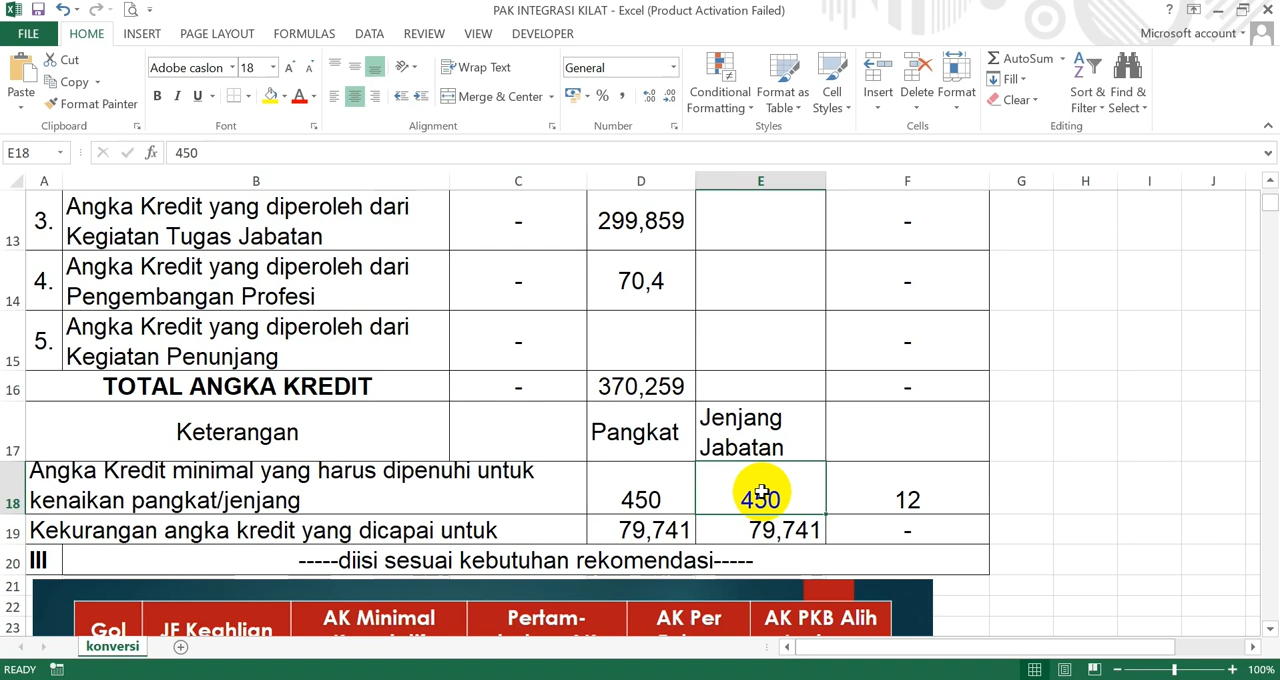 PAK INTEGRASI KILAT - Excel (Product Activation Failed)
FILE HOME INSERT PAGE LAYOUT FORMULAS DATA REVIEW VIEW DEVELOPER Microsoft account
Paste Cut Copy Format Painter Clipboard
Adobe caslon 18 B I U A Font
Wrap Text Merge & Center Alignment
General % , Number
Conditional Formatting Format as Table Cell Styles Styles
Insert Delete Format Cells
AutoSum Fill Clear Sort & Filter Find & Select Editing
E18 fx 450
A B C D E F G H I J
13 3. Angka Kredit yang diperoleh dari
Kegiatan Tugas Jabatan - 299,859 -
14 4. Angka Kredit yang diperoleh dari
Pengembangan Profesi - 70,4 -
15 5. Angka Kredit yang diperoleh dari
Kegiatan Penunjang - -
16 TOTAL ANGKA KREDIT - 370,259 -
17 Keterangan Pangkat Jenjang
Jabatan
18 Angka Kredit minimal yang harus dipenuhi untuk
kenaikan pangkat/jenjang 450 450 12
19 Kekurangan angka kredit yang dicapai untuk 79,741 79,741 -
20 III -----diisi sesuai kebutuhan rekomendasi-----
21
22 AK Minimal Pertam- AK Per AK PKB Alih
23 Gol JF Keahlian
konversi
READY 100%